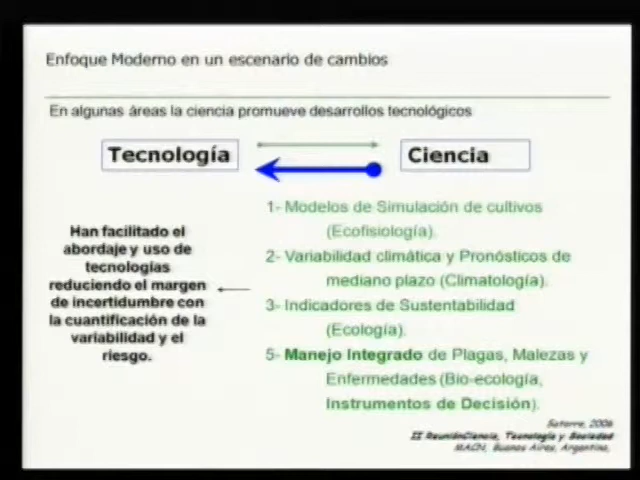 Enfoque Moderno en un escenario de cambios
En algunas áreas la ciencia promueve desarrollos tecnológicos
Tecnología
Ciencia
Han facilitado el
abordaje y uso de
tecnologías
reduciendo el margen
de incertidumbre con
la cuantificación de la
variabilidad y el
riesgo.
1- Modelos de Simulación de cultivos
(Ecofisiología).
2- Variabilidad climática y Pronósticos de
mediano plazo (Climatología).
3- Indicadores de Sustentabilidad
(Ecología).
5- Manejo Integrado de Plagas, Malezas y
Enfermedades (Bio-ecología,
Instrumentos de Decisión).
Satorre, 2006
II ReuniónCiencia, Tecnología y Sociedad
MACN, Buenos Aires, Argentina,